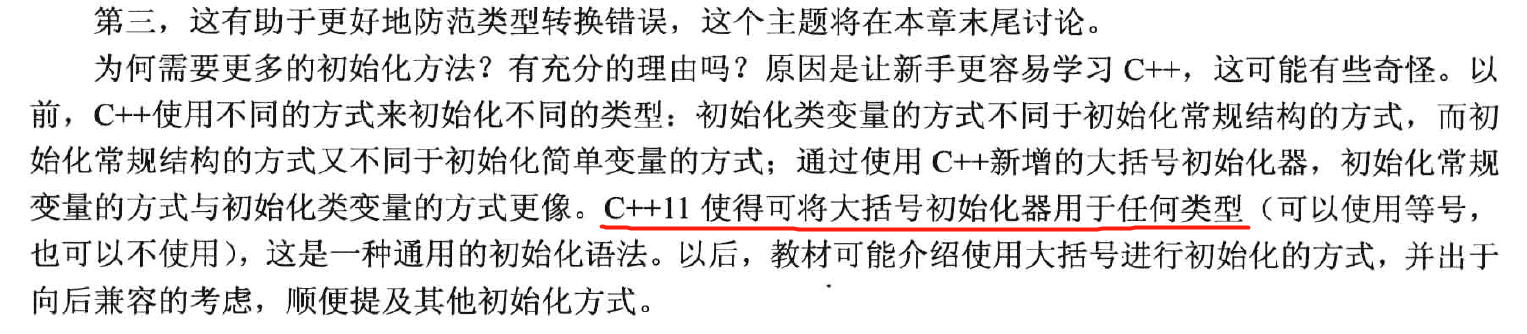 第三，这有助于更好地防范类型转换错误，这个主题将在本章末尾讨论。
为何需要更多的初始化方法？有充分的理由吗？原因是让新手更容易学习 C++，这可能有些奇怪。以
前，C++使用不同的方式来初始化不同的类型：初始化类变量的方式不同于初始化常规结构的方式，而初
始化常规结构的方式又不同于初始化简单变量的方式；通过使用 C++新增的大括号初始化器，初始化常规
变量的方式与初始化类变量的方式更像。C++11 使得可将大括号初始化器用于任何类型（可以使用等号，
也可以不使用），这是一种通用的初始化语法。以后，教材可能介绍使用大括号进行初始化的方式，并出于
向后兼容的考虑，顺便提及其他初始化方式。